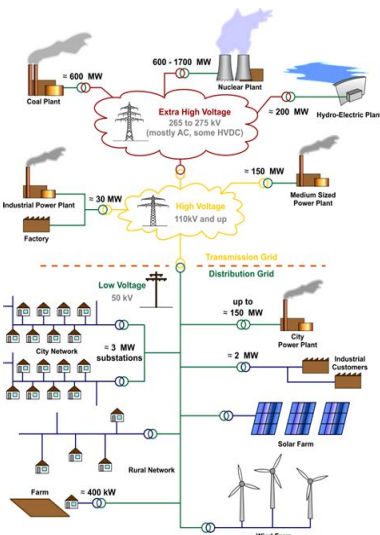 ≈ 600 MW
Coal Plant
600 - 1700 MW
Nuclear Plant
≈ 200 MW
Hydro-Electric Plant
Extra High Voltage
265 to 275 kV
(mostly AC, some HVDC)
Industrial Power Plant
≈ 30 MW
Factory
High Voltage
110kV and up
≈ 150 MW
Medium Sized
Power Plant
Transmission Grid
Distribution Grid
Low Voltage
50 kV
City Network
≈ 3 MW
substations
up to
≈ 150 MW
City
Power Plant
≈ 2 MW
Industrial
Customers
Solar Farm
Rural Network
Farm
≈ 400 kW
Wind Farm